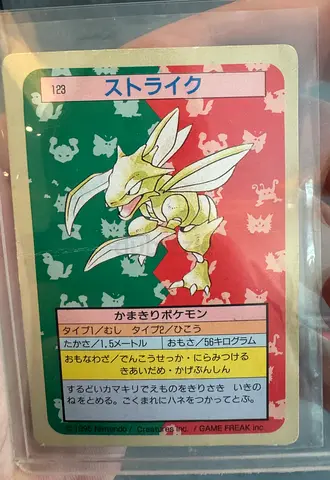 123
ストライク
かまきりポケモン
タイプ1/むし タイプ2/ひこう
たかさ/1.5メートル おもさ/56キログラム
おもなわざ/でんこうせっか・にらみつける
きあいだめ・かげぶんしん
するどいカマキリでえものをきりさき いきの
ねをとめる。ごくまれにハネをつかってとぶ。
©1995 Nintendo / Creatures inc. / GAME FREAK inc.